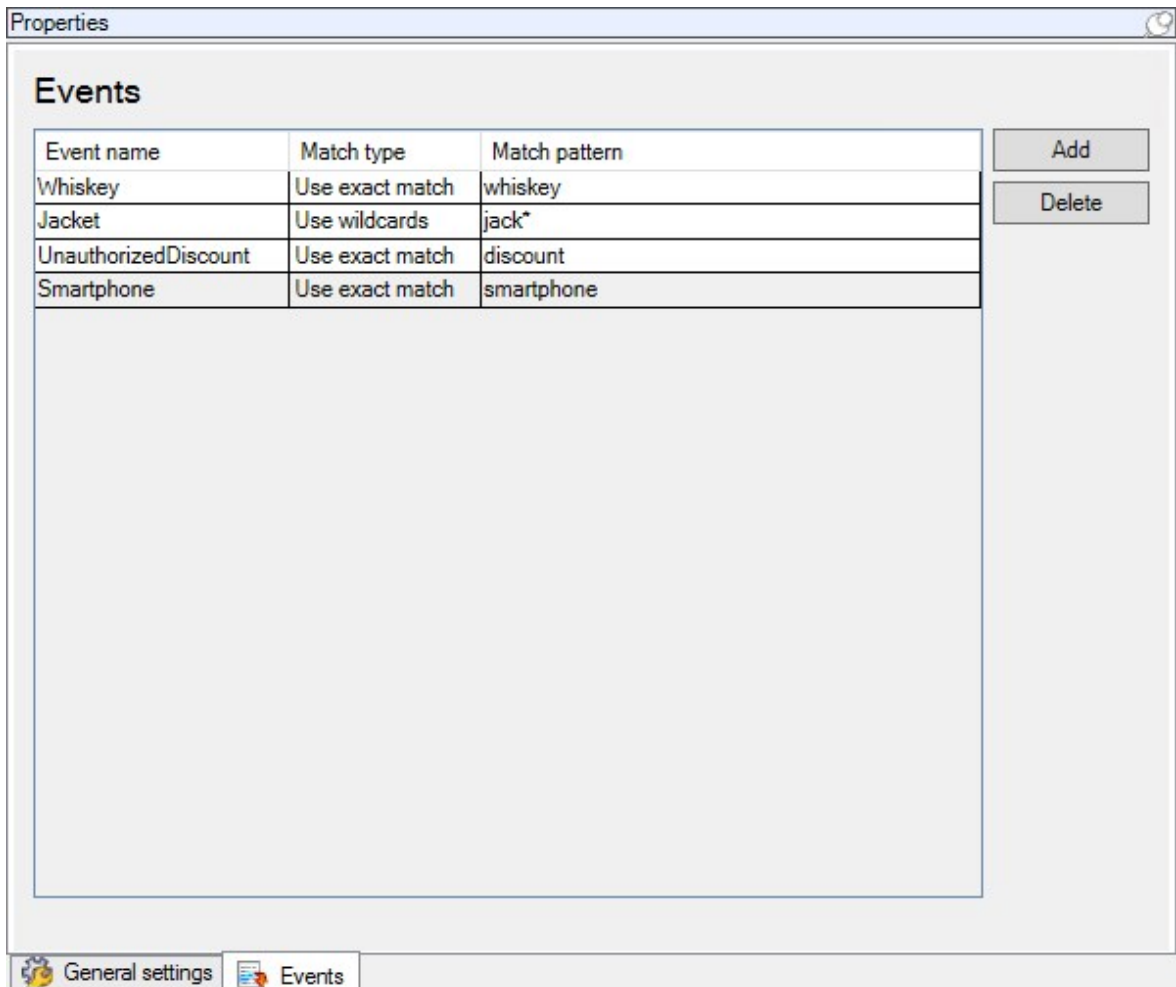 Properties
Events
Event name Match type Match pattern
Whiskey Use exact match whiskey
Jacket Use wildcards jack*
UnauthorizedDiscount Use exact match discount
Smartphone Use exact match smartphone
Add
Delete
General settings Events